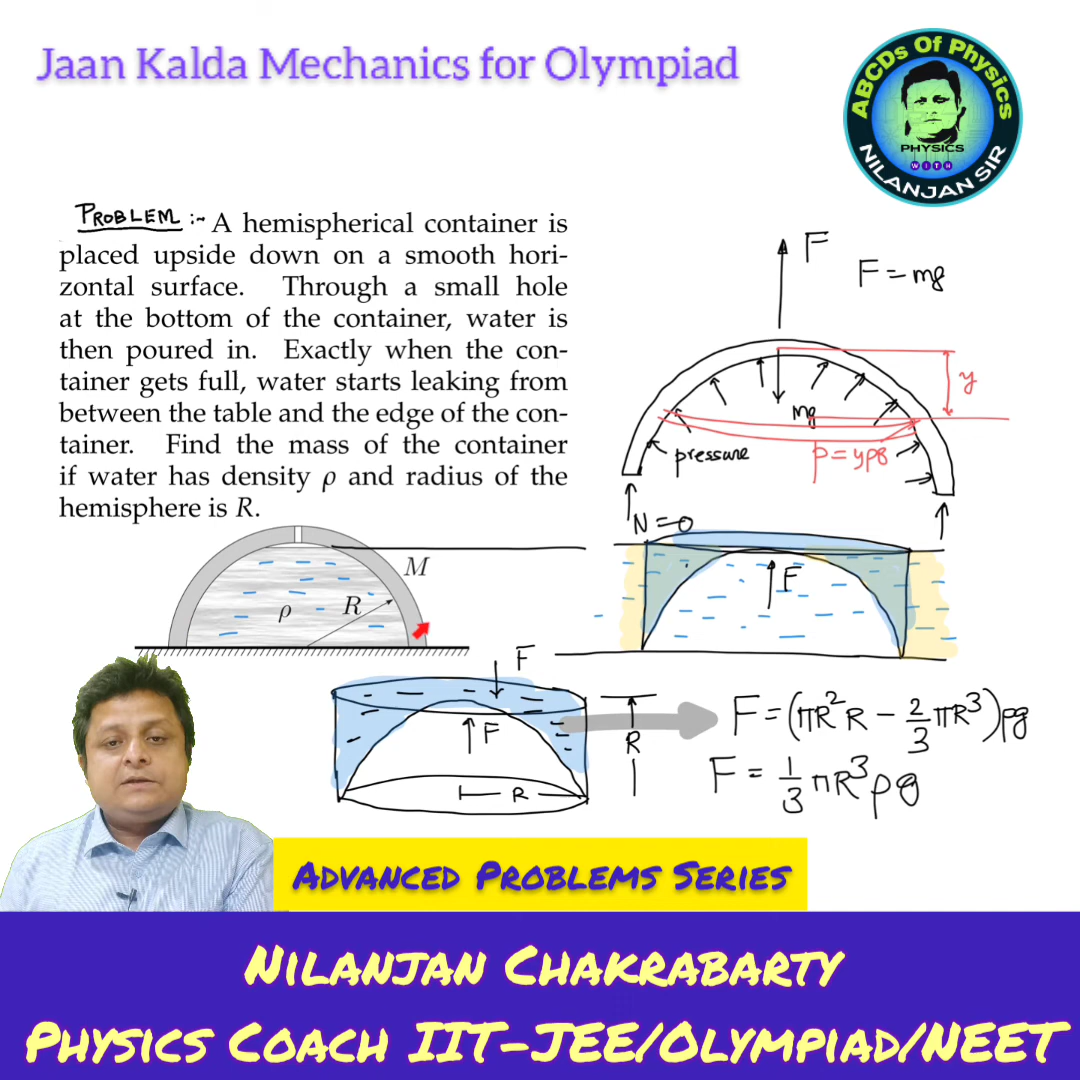 Jaan Kalda Mechanics for Olympiad
ABCDs Of Physics
PHYSICS
WITH
NILANJAN SIR
PROBLEM :~ A hemispherical container is
placed upside down on a smooth hori-
zontal surface. Through a small hole
at the bottom of the container, water is
then poured in. Exactly when the con-
tainer gets full, water starts leaking from
between the table and the edge of the con-
tainer. Find the mass of the container
if water has density ρ and radius of the
hemisphere is R.
F
F = mg
y
mg
pressure
p = yρg
N = 0
M
ρ
R
F
F
F
R
R
F = (πR²R − 2/3 πR³)ρg
F = 1/3 πR³ρg
ADVANCED PROBLEMS SERIES
NILANJAN CHAKRABARTY
PHYSICS COACH IIT-JEE/OLYMPIAD/NEET